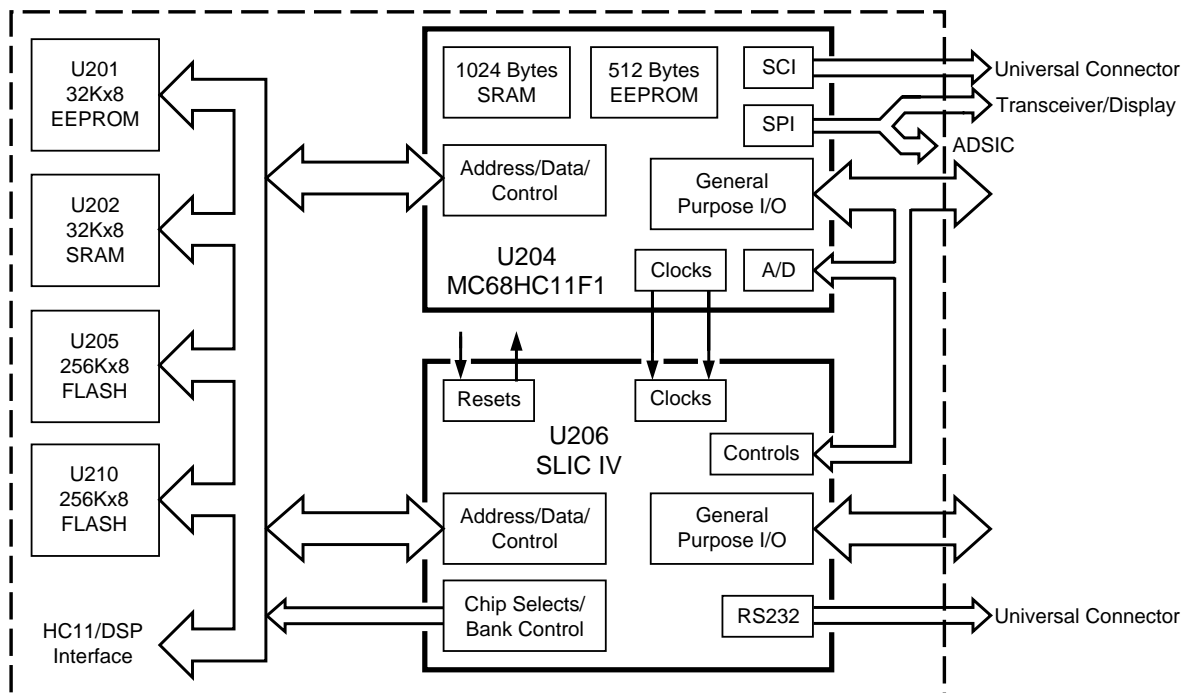 U201
32Kx8
EEPROM
U202
32Kx8
SRAM
U205
256Kx8
FLASH
U210
256Kx8
FLASH
HC11/DSP
Interface
1024 Bytes
SRAM
512 Bytes
EEPROM
SCI
SPI
Address/Data/
Control
General
Purpose I/O
U204
MC68HC11F1
Clocks
A/D
Universal Connector
Transceiver/Display
ADSIC
Resets
Clocks
U206
SLIC IV
Controls
Address/Data/
Control
General
Purpose I/O
Chip Selects/
Bank Control
RS232
Universal Connector